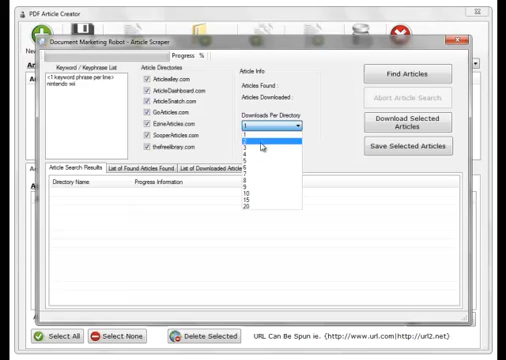 PDF Article Creator
Document Marketing Robot - Article Scraper
Progress %
Keyword / Keyphrase List
<1 keyword phrase per line>
nintendo wii
Article Directories
Articlealley.com
ArticleDashboard.com
ArticleSnatch.com
GoArticles.com
EzineArticles.com
SooperArticles.com
thefreelibrary.com
Article Info
Articles Found :
Articles Downloaded :
Downloads Per Directory
1
1
2
3
4
5
6
7
8
9
10
15
20
Find Articles
Abort Article Search
Download Selected
Articles
Save Selected Articles
Article Search Results
List of Found Articles Found
List of Downloaded Article
Directory Name
Progress Information
Select All
Select None
Delete Selected
URL Can Be Spun ie. {http://www.url.com|http://url2.net}